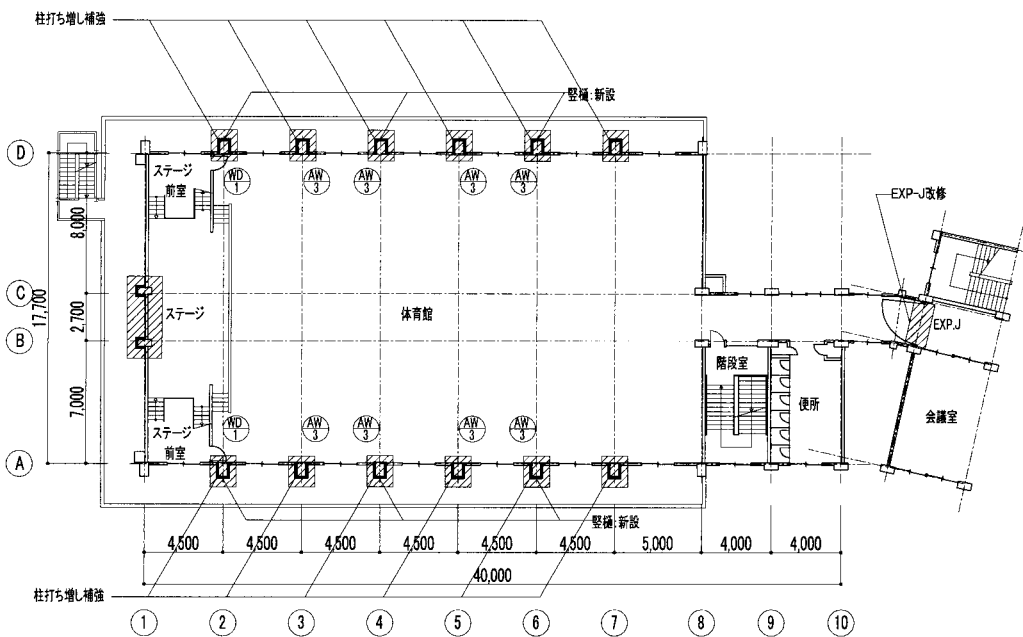 柱打ち増し補強
竪樋:新設
D
ステージ
前室
WD
1
AW
3
AW
3
AW
3
AW
3
EXP-J改修
8,000
17,700
C
2,700
ステージ
体育館
EXP.J
B
階段室
7,000
便所
会議室
ステージ
前室
WD
1
AW
3
AW
3
AW
3
AW
3
A
竪樋:新設
4,500
4,500
4,500
4,500
4,500
4,500
5,000
4,000
4,000
40,000
柱打ち増し補強
1
2
3
4
5
6
7
8
9
10